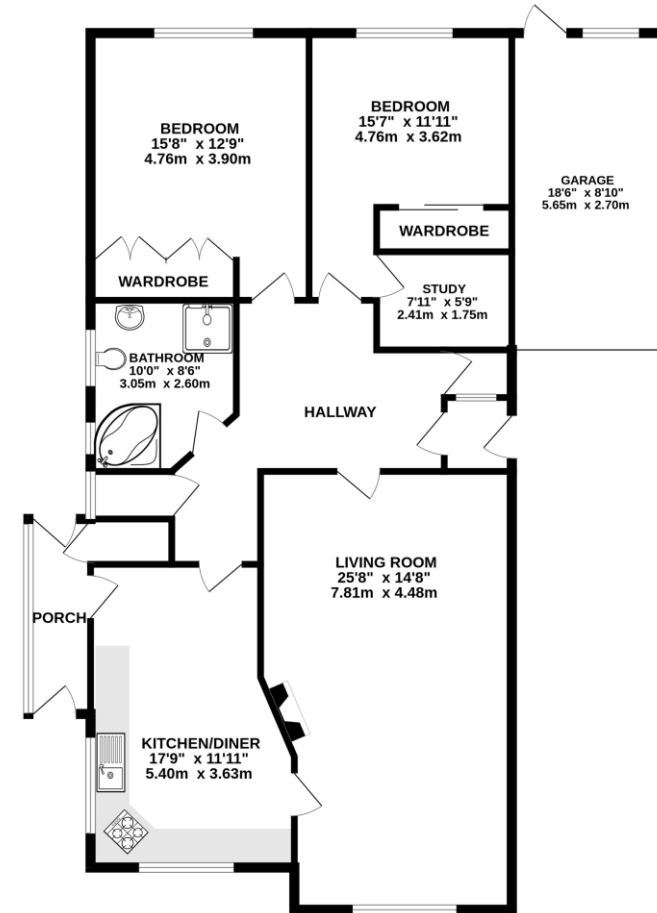 BEDROOM
15'8" x 12'9"
4.76m x 3.90m
BEDROOM
15'7" x 11'11"
4.76m x 3.62m
GARAGE
18'6" x 8'10"
5.65m x 2.70m
WARDROBE
WARDROBE
STUDY
7'11" x 5'9"
2.41m x 1.75m
BATHROOM
10'0" x 8'6"
3.05m x 2.60m
HALLWAY
LIVING ROOM
25'8" x 14'8"
7.81m x 4.48m
PORCH
KITCHEN/DINER
17'9" x 11'11"
5.40m x 3.63m